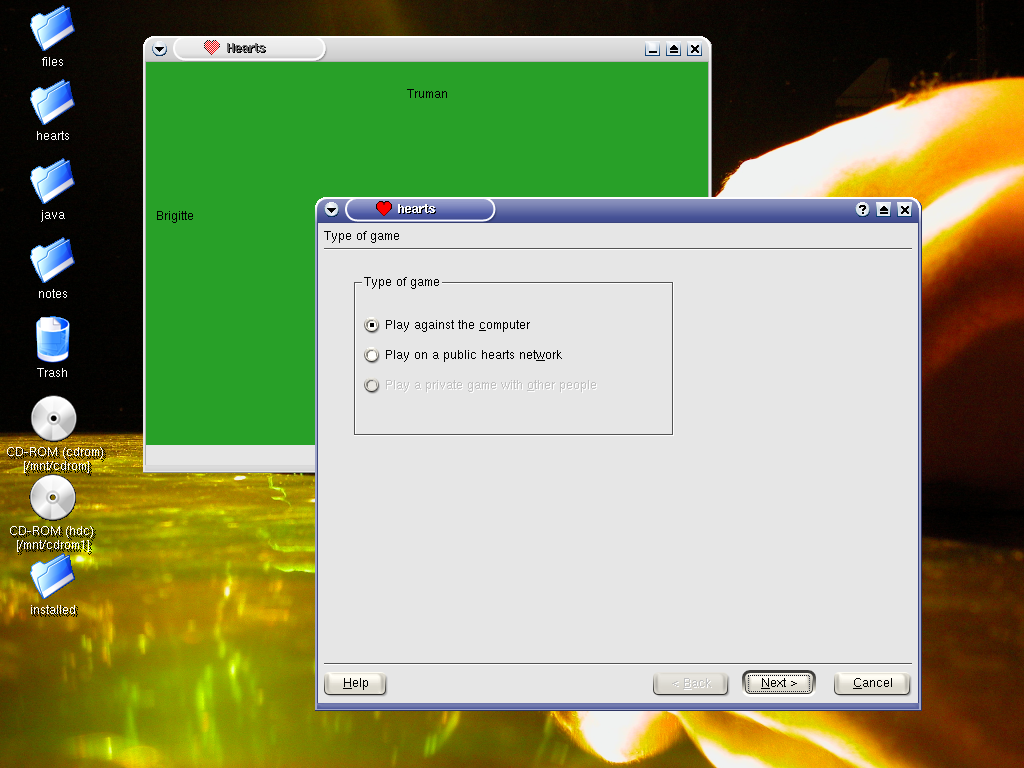 files
hearts
java
notes
Trash
CD-ROM (cdrom)
[/mnt/cdrom]
CD-ROM (hdc)
[/mnt/cdrom1]
installed
Hearts
Truman
Brigitte
hearts
Type of game
Type of game
Play against the computer
Play on a public hearts network
Play a private game with other people
Help
< Back
Next >
Cancel